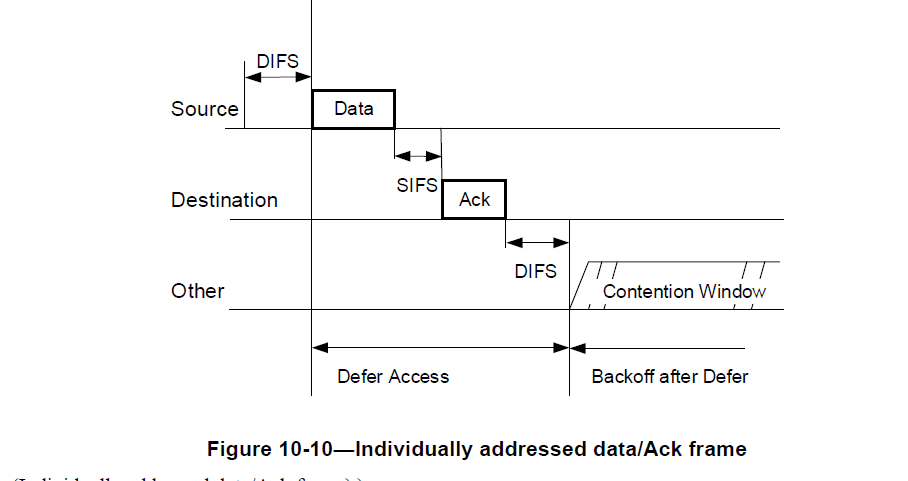 DIFS
Source
Data
SIFS
Destination
Ack
DIFS
Other
Contention Window
Defer Access
Backoff after Defer
Figure 10-10—Individually addressed data/Ack frame